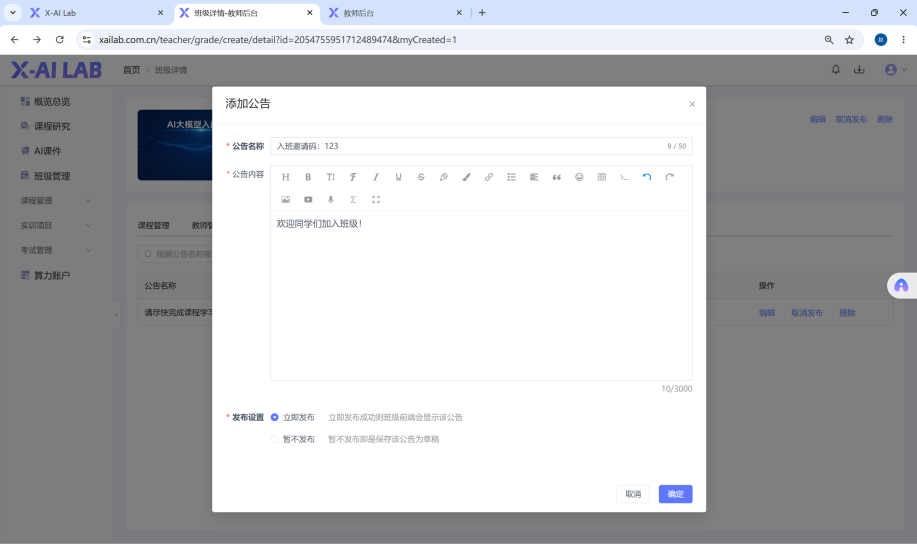 X-AI Lab
班级详情-教师后台
教师后台
xailab.com.cn/teacher/grade/create/detail?id=2054755951712489474&myCreated=1
X-AI LAB
首页
班级详情
概览总览
课程研究
AI课件
班级管理
课程管理
实训项目
考试管理
算力账户
AI大模型入
编辑
取消发布
删除
课程管理
教师管
根据公告名称搜
公告名称
操作
请尽快完成课程学习
编辑
取消发布
删除
添加公告
* 公告名称
入班邀请码：123
9 / 50
* 公告内容
欢迎同学们加入班级！
10/3000
* 发布设置
立即发布
立即发布成功则班级前端会显示该公告
暂不发布
暂不发布即是保存该公告为草稿
取消
确定